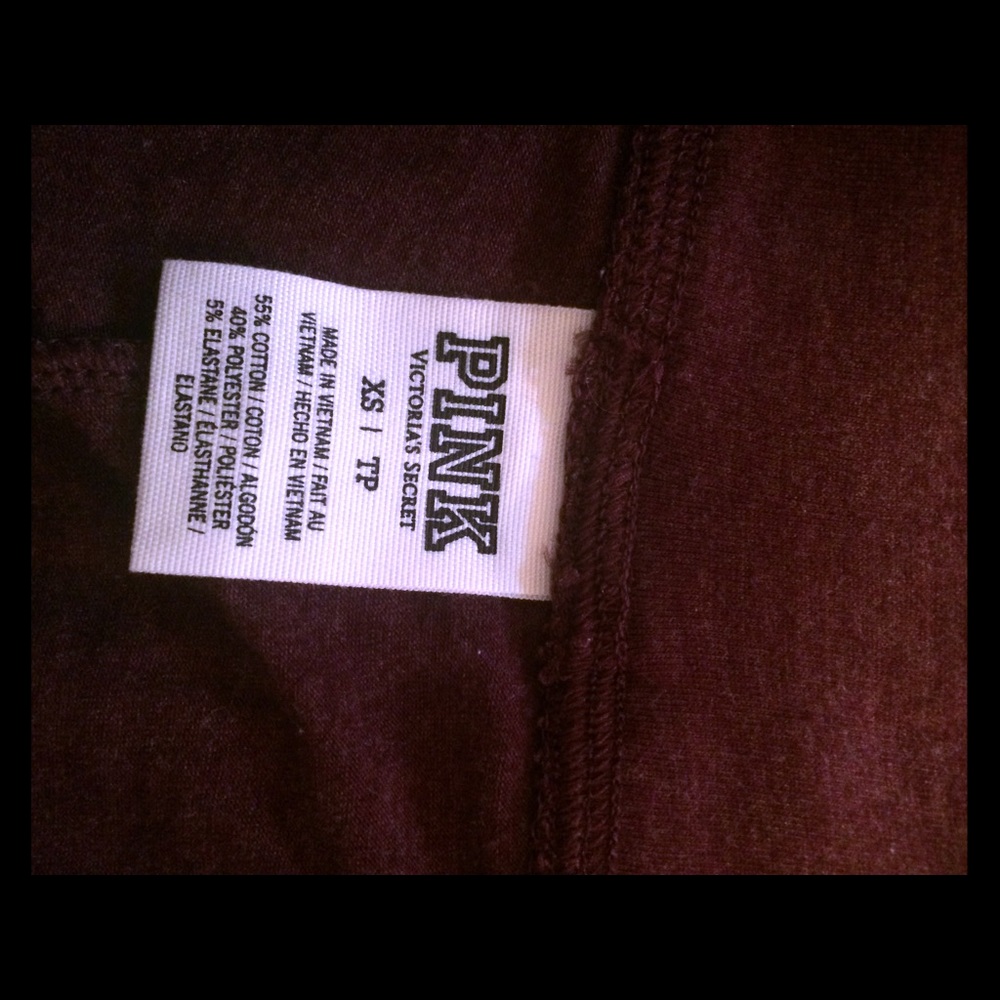 PINK
VICTORIA'S SECRET
XS | TP
MADE IN VIETNAM / FAIT AU
VIETNAM / HECHO EN VIETNAM
55% COTTON / COTON / ALGODÓN
40% POLYESTER / POLIÉSTER
5% ELASTANE / ÉLASTHANNE /
ELASTANO